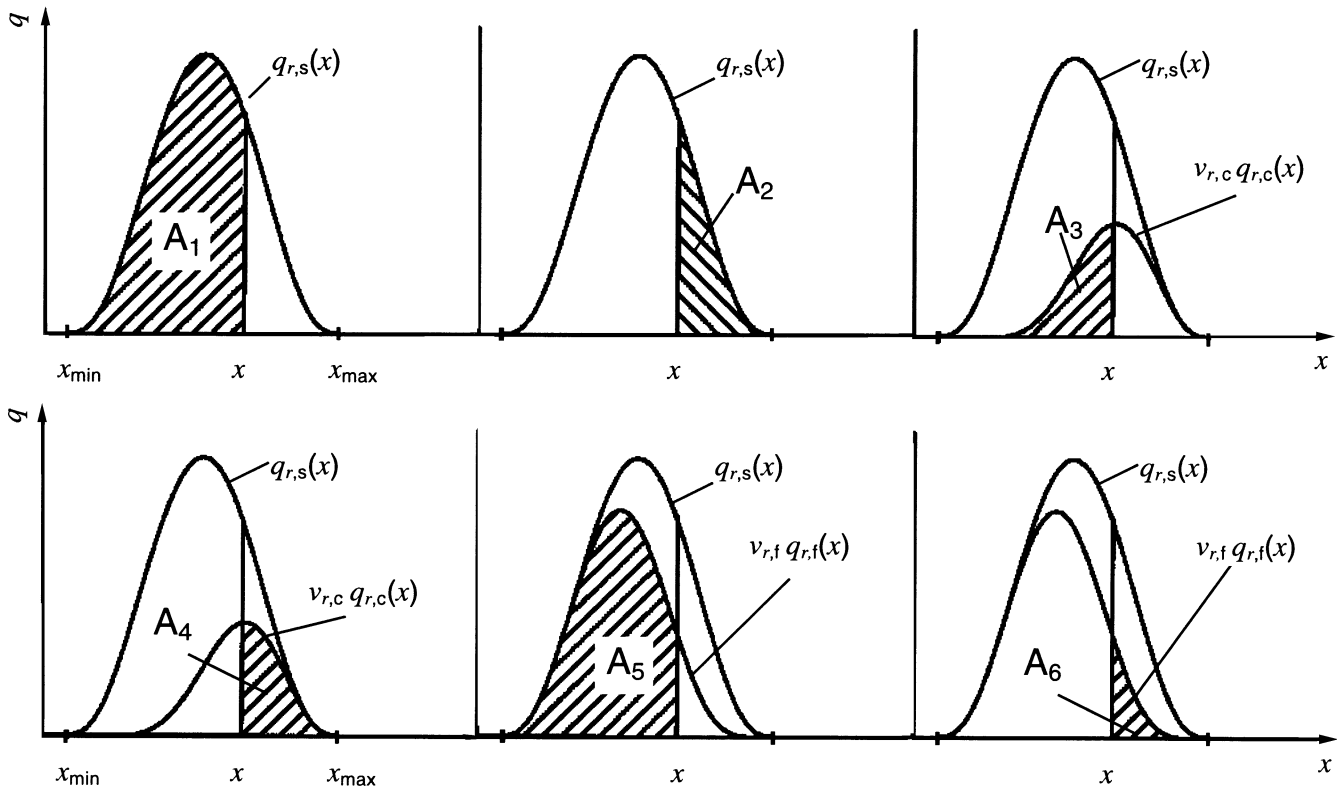 q
q_{r,s}(x)
q_{r,s}(x)
q_{r,s}(x)
v_{r,c} q_{r,c}(x)
A_1
A_2
A_3
x_{min}
x
x_{max}
x
x
x
q
q_{r,s}(x)
q_{r,s}(x)
q_{r,s}(x)
v_{r,c} q_{r,c}(x)
v_{r,f} q_{r,f}(x)
v_{r,f} q_{r,f}(x)
A_4
A_5
A_6
x_{min}
x
x_{max}
x
x
x